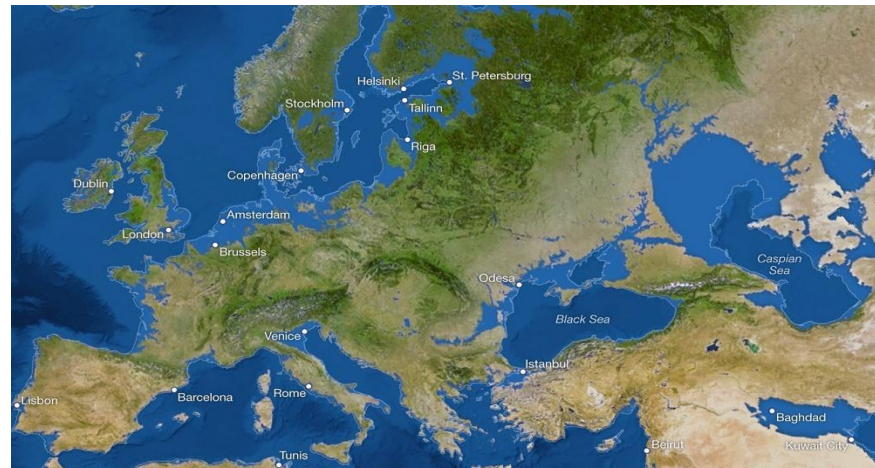 Helsinki
St. Petersburg
Stockholm
Tallinn
Riga
Copenhagen
Dublin
Amsterdam
London
Brussels
Caspian
Sea
Odesa
Black Sea
Venice
Istanbul
Rome
Barcelona
Lisbon
Baghdad
Beirut
Kuwait City
Tunis